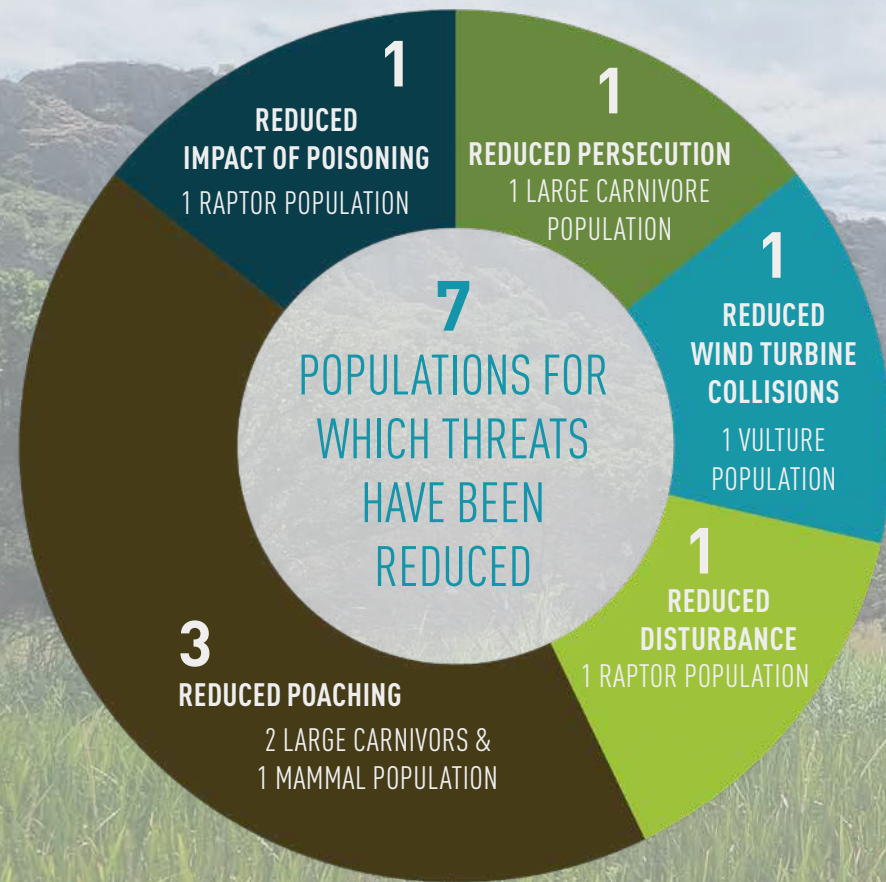 1
REDUCED
IMPACT OF POISONING
1 RAPTOR POPULATION
1
REDUCED PERSECUTION
1 LARGE CARNIVORE
POPULATION
1
REDUCED
WIND TURBINE
COLLISIONS
1 VULTURE
POPULATION
1
REDUCED
DISTURBANCE
1 RAPTOR POPULATION
3
REDUCED POACHING
2 LARGE CARNIVORS &
1 MAMMAL POPULATION
7
POPULATIONS FOR
WHICH THREATS
HAVE BEEN
REDUCED